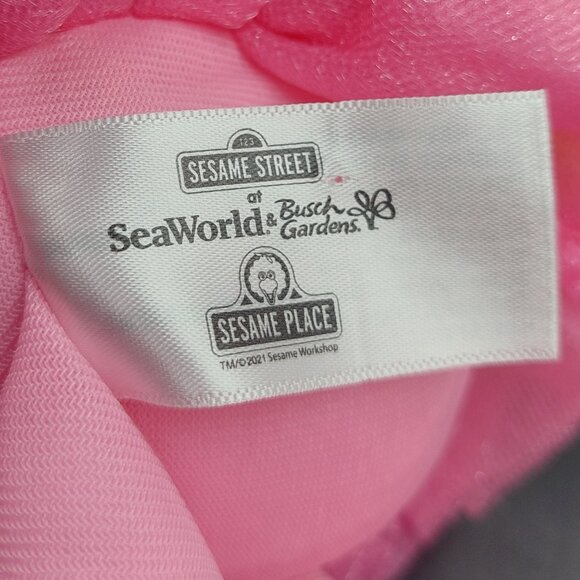 123
SESAME STREET
at
SeaWorld® & Busch Gardens®
SESAME PLACE
TM/©2021 Sesame Workshop